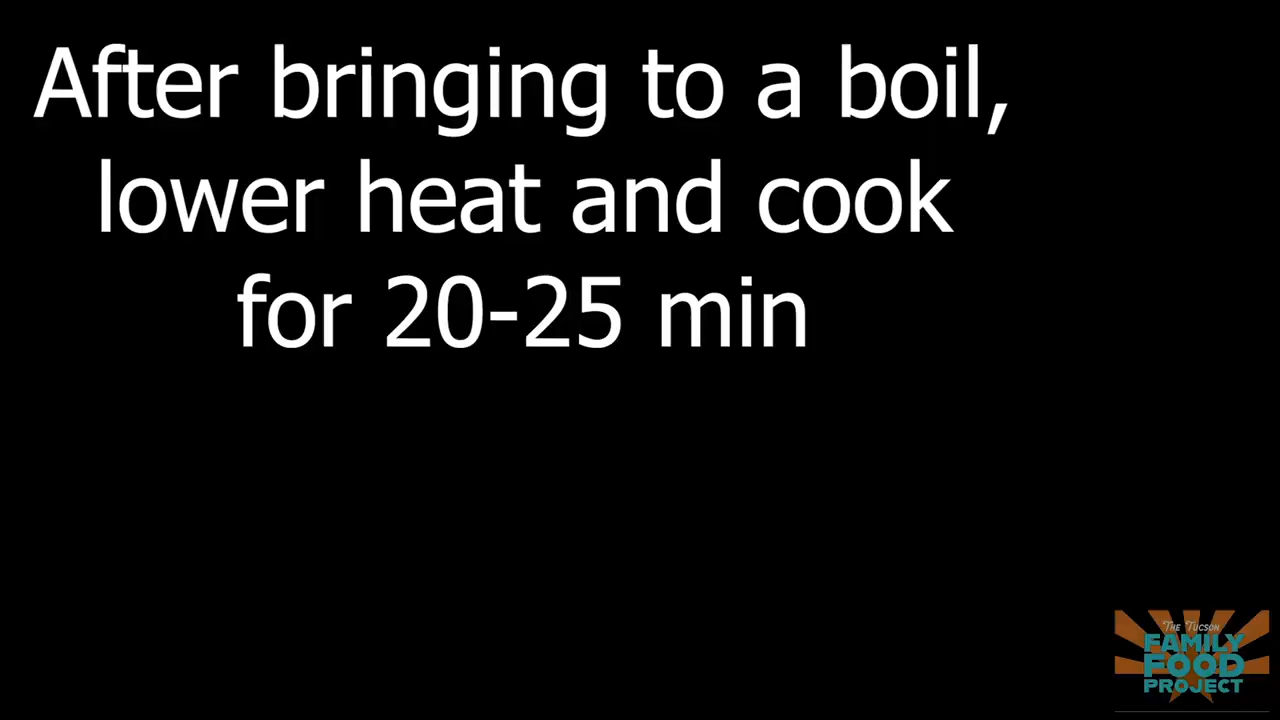 After bringing to a boil,
lower heat and cook
for 20-25 min
THE TUCSON
FAMILY
FOOD
PROJECT